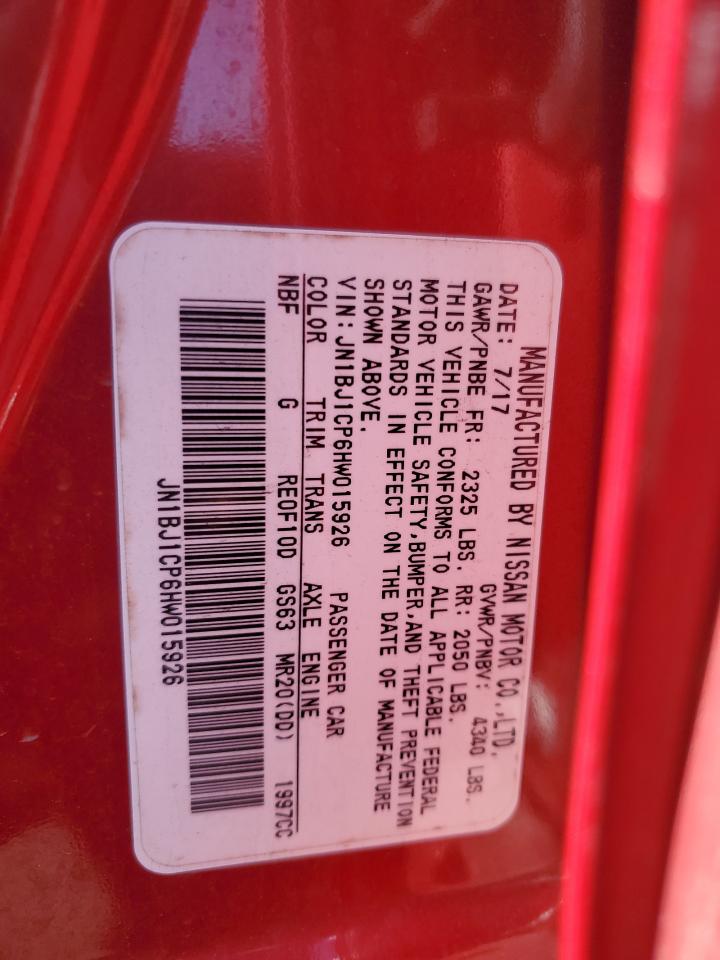 MANUFACTURED BY NISSAN MOTOR CO.,LTD.
DATE: 7/17 GVWR/PNBV: 4340 LBS.
GAWR/PNBE FR: 2325 LBS. RR: 2050 LBS.
THIS VEHICLE CONFORMS TO ALL APPLICABLE FEDERAL
MOTOR VEHICLE SAFETY,BUMPER,AND THEFT PREVENTION
STANDARDS IN EFFECT ON THE DATE OF MANUFACTURE
SHOWN ABOVE.
VIN: JN1BJ1CP6HW015926 PASSENGER CAR
COLOR TRIM TRANS AXLE ENGINE
NBF G RE0F10D GS63 MR20(DD) 1997CC
JN1BJ1CP6HW015926